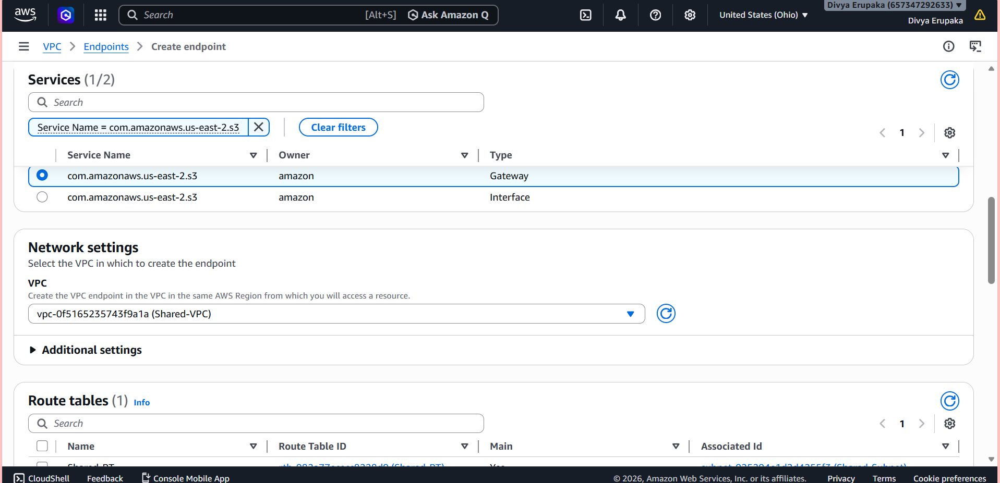 aws
Search
[Alt+S]
Ask Amazon Q
United States (Ohio)
Divya Erupaka (657347292633)
Divya Erupaka
VPC
Endpoints
Create endpoint
Services (1/2)
Search
Service Name = com.amazonaws.us-east-2.s3
Clear filters
1
Service Name
Owner
Type
com.amazonaws.us-east-2.s3
amazon
Gateway
com.amazonaws.us-east-2.s3
amazon
Interface
Network settings
Select the VPC in which to create the endpoint
VPC
Create the VPC endpoint in the VPC in the same AWS Region from which you will access a resource.
vpc-0f5165235743f9a1a (Shared-VPC)
Additional settings
Route tables (1) Info
Search
1
Name
Route Table ID
Main
Associated Id
Shared-RT
Yes
CloudShell
Feedback
Console Mobile App
© 2026, Amazon Web Services, Inc. or its affiliates.
Privacy
Terms
Cookie preferences